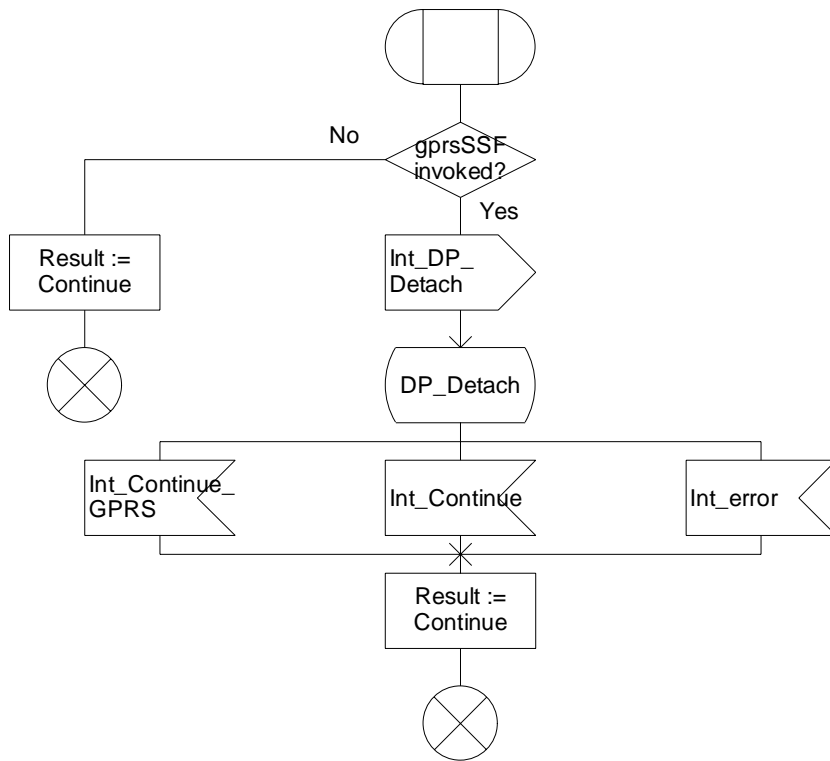 No
gprsSSF
invoked?
Yes
Result :=
Continue
Int_DP_
Detach
DP_Detach
Int_Continue_
GPRS
Int_Continue
Int_error
Result :=
Continue